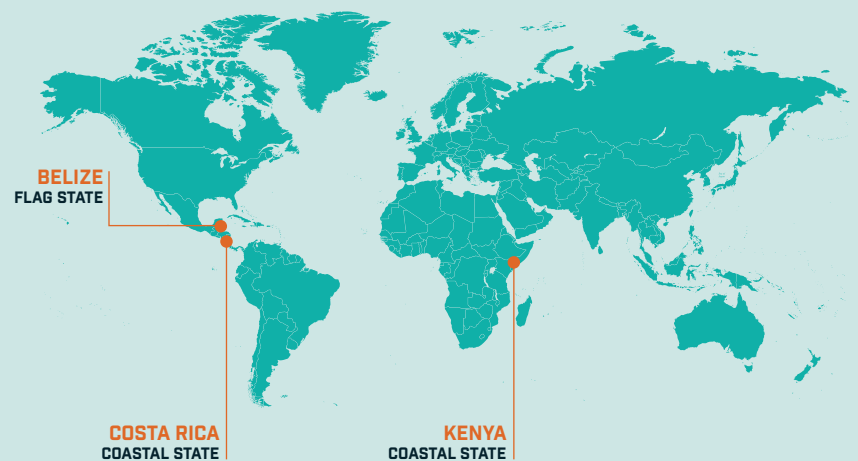 BELIZE
FLAG STATE
COSTA RICA
COASTAL STATE
KENYA
COASTAL STATE